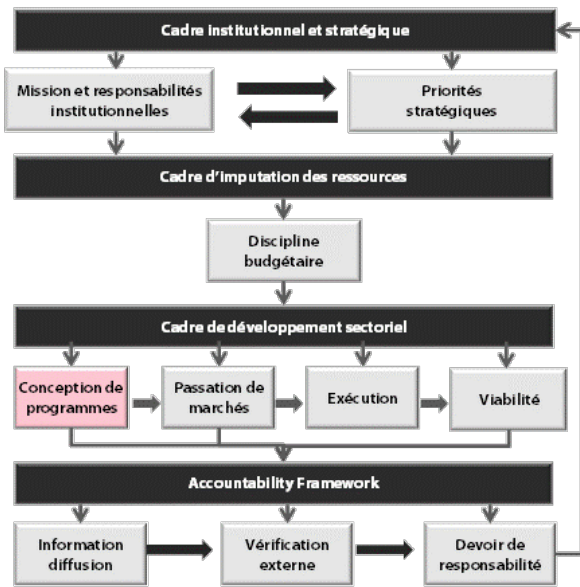 Cadre institutionnel et stratégique
Mission et responsabilités
institutionnelles
Priorités
stratégiques
Cadre d'imputation des ressources
Discipline
budgétaire
Cadre de développement sectoriel
Conception de
programmes
Passation de
marchés
Exécution
Viabilité
Accountability Framework
Information
diffusion
Vérification
externe
Devoir de
responsabilité